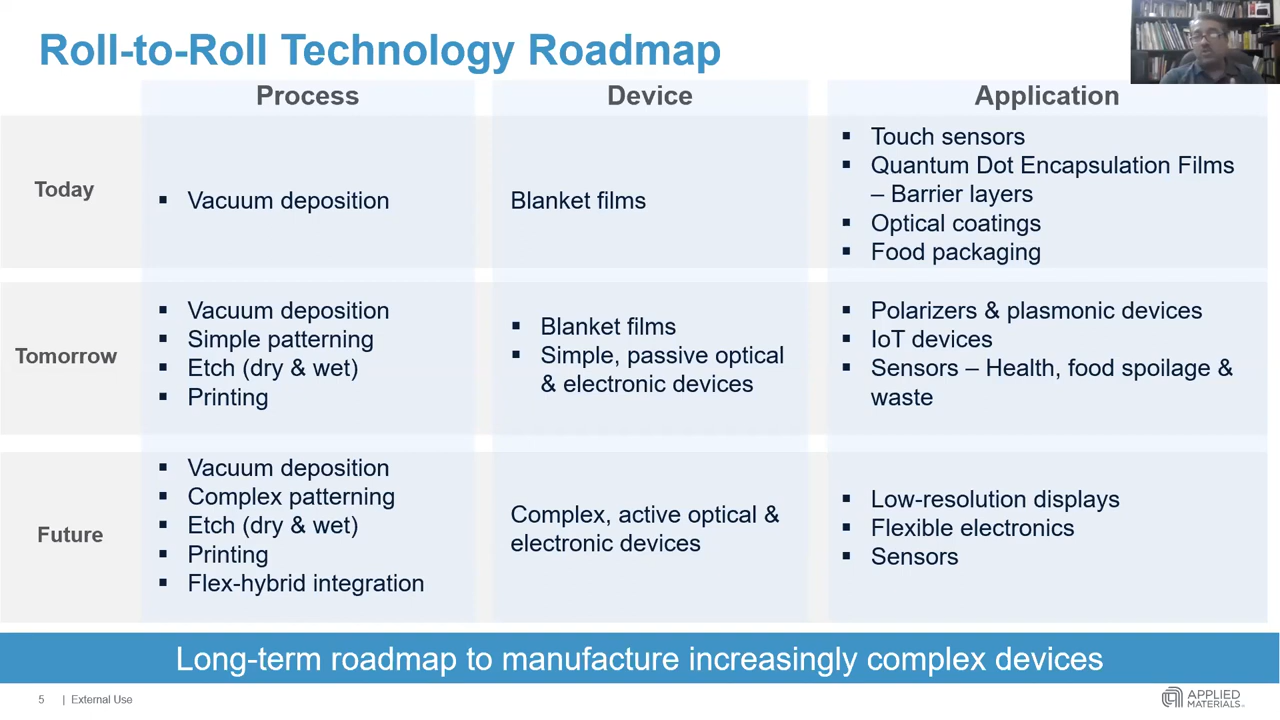 Roll-to-Roll Technology Roadmap
Process
Device
Application
Today
▪ Vacuum deposition
Blanket films
▪ Touch sensors
▪ Quantum Dot Encapsulation Films
– Barrier layers
▪ Optical coatings
▪ Food packaging
Tomorrow
▪ Vacuum deposition
▪ Simple patterning
▪ Etch (dry & wet)
▪ Printing
▪ Blanket films
▪ Simple, passive optical
& electronic devices
▪ Polarizers & plasmonic devices
▪ IoT devices
▪ Sensors – Health, food spoilage &
waste
Future
▪ Vacuum deposition
▪ Complex patterning
▪ Etch (dry & wet)
▪ Printing
▪ Flex-hybrid integration
Complex, active optical &
electronic devices
▪ Low-resolution displays
▪ Flexible electronics
▪ Sensors
Long-term roadmap to manufacture increasingly complex devices
5 | External Use
APPLIED
MATERIALS